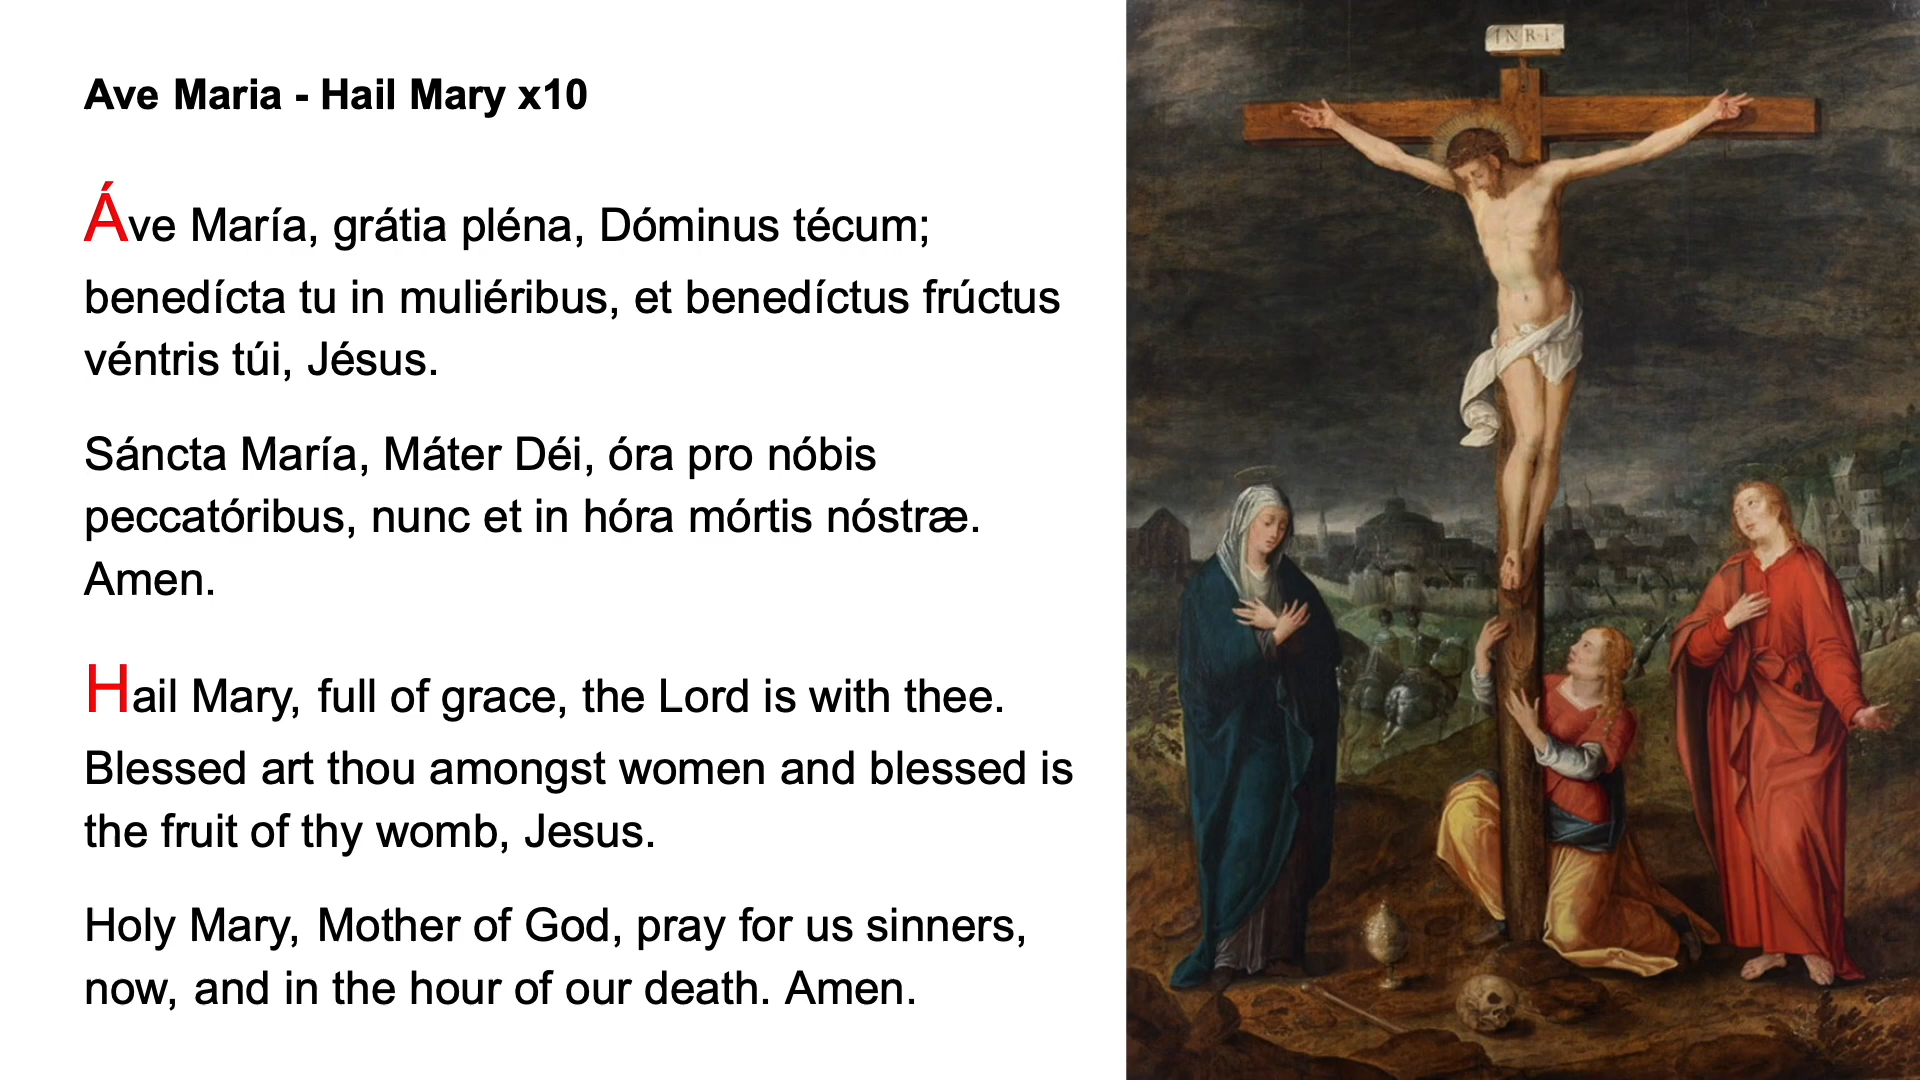 Ave Maria - Hail Mary x10
Áve María, grátia pléna, Dóminus técum;
benedícta tu in muliéribus, et benedíctus frúctus
véntris túi, Jésus.
Sáncta María, Máter Déi, óra pro nóbis
peccatóribus, nunc et in hóra mórtis nóstræ.
Amen.
Hail Mary, full of grace, the Lord is with thee.
Blessed art thou amongst women and blessed is
the fruit of thy womb, Jesus.
Holy Mary, Mother of God, pray for us sinners,
now, and in the hour of our death. Amen.
I N R I